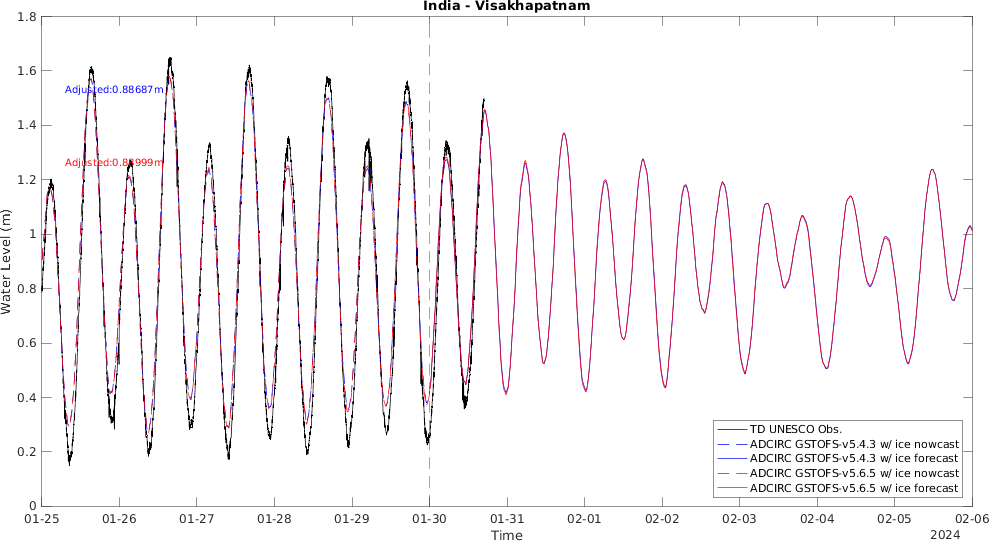 India - Visakhapatnam
Water Level (m)
1.8
1.6
1.4
1.2
1
0.8
0.6
0.4
0.2
0
Adjusted:0.88687m
Adjusted:0.88999m
TD UNESCO Obs.
ADCIRC GSTOFS-v5.4.3 w/ ice nowcast
ADCIRC GSTOFS-v5.4.3 w/ ice forecast
ADCIRC GSTOFS-v5.6.5 w/ ice nowcast
ADCIRC GSTOFS-v5.6.5 w/ ice forecast
01-25 01-26 01-27 01-28 01-29 01-30 01-31 02-01 02-02 02-03 02-04 02-05 02-06
Time
2024